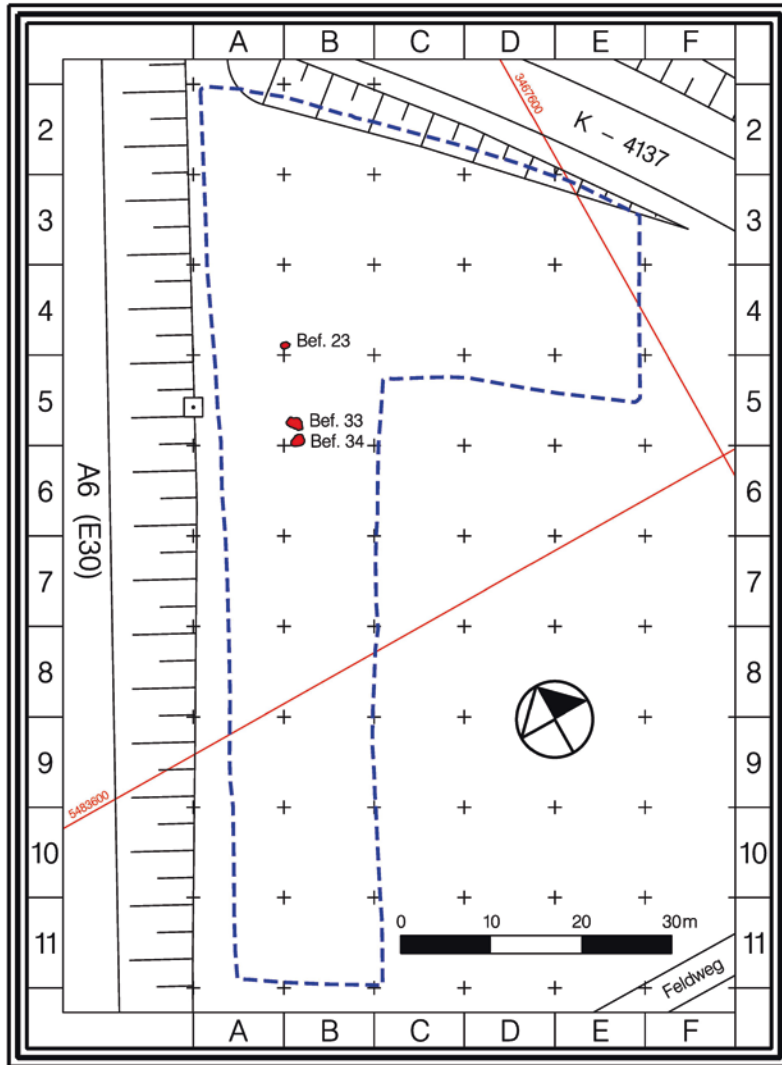 A B C D E F
3467600
K - 4137
2 2
3 3
4 4
Bef. 23
5 5
Bef. 33
Bef. 34
A6 (E30)
6 6
7 7
8 8
9 9
5483600
10 10
0 10 20 30m
11 11
Feldweg
A B C D E F